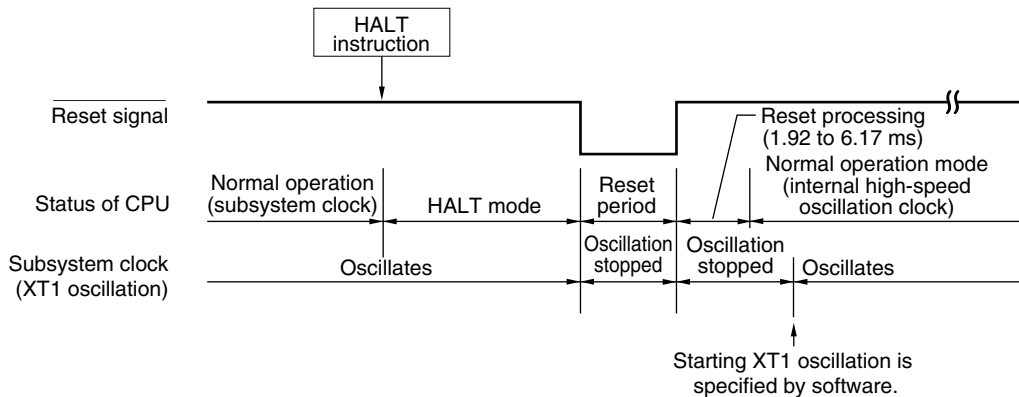 HALT
instruction
Reset signal
Reset processing
(1.92 to 6.17 ms)
Status of CPU
Normal operation
(subsystem clock)
HALT mode
Reset
period
Normal operation mode
(internal high-speed
oscillation clock)
Subsystem clock
(XT1 oscillation)
Oscillates
Oscillation
stopped
Oscillation
stopped
Oscillates
Starting XT1 oscillation is
specified by software.